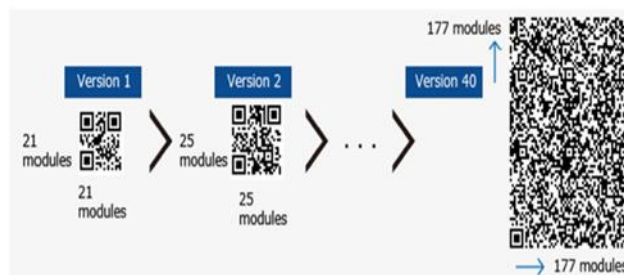 177 modules
Version 1
Version 2
Version 40
21
modules
25
modules
. . .
21
modules
25
modules
177 modules